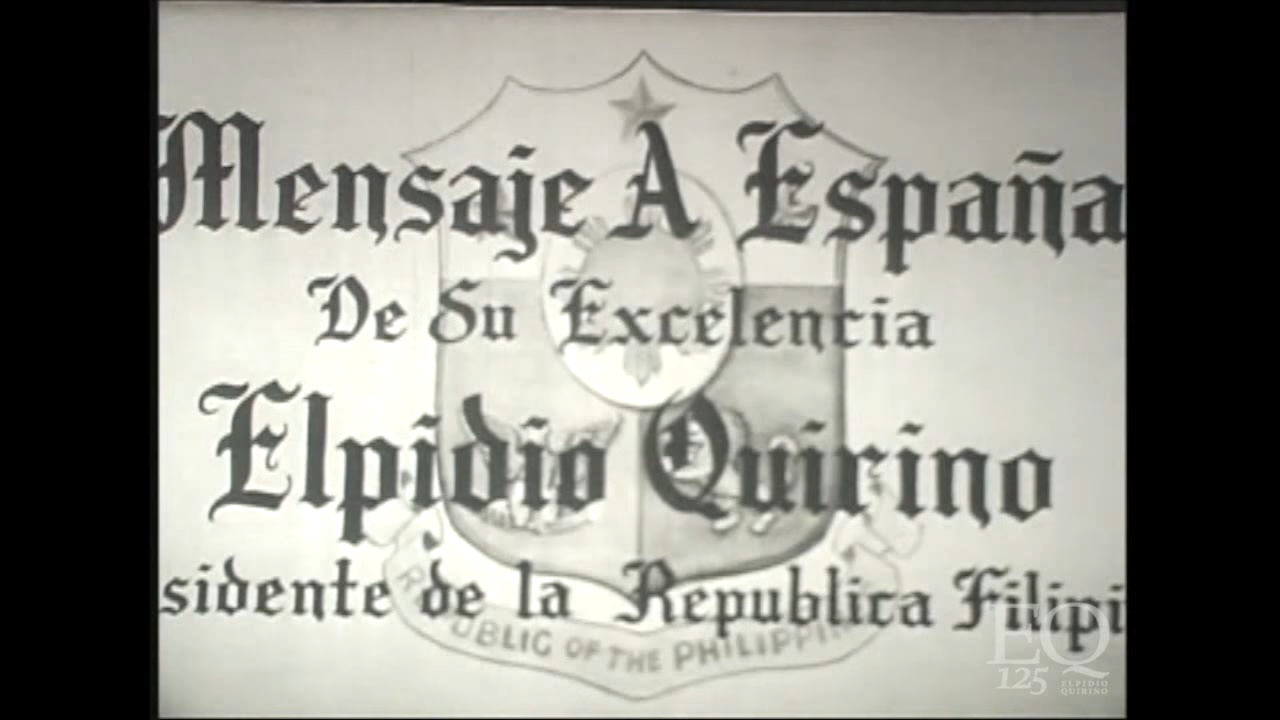 Mensaje A España
De Su Excelencia
Elpidio Quirino
sidente de la Republica Filipi
REPUBLIC OF THE PHILIPPIN
EQ
125 ELPIDIO
QUIRINO